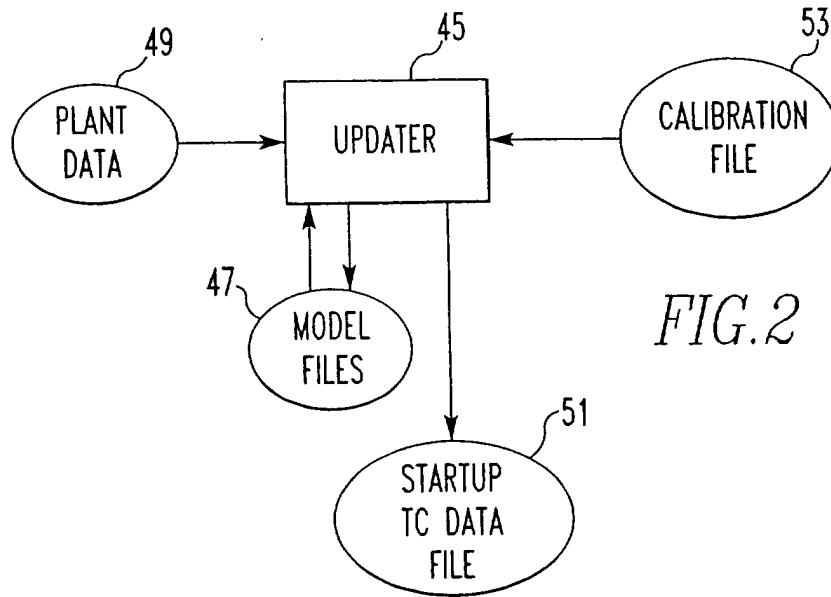 49
45
53
PLANT
DATA
UPDATER
CALIBRATION
FILE
47
MODEL
FILES
FIG.2
51
STARTUP
TC DATA
FILE